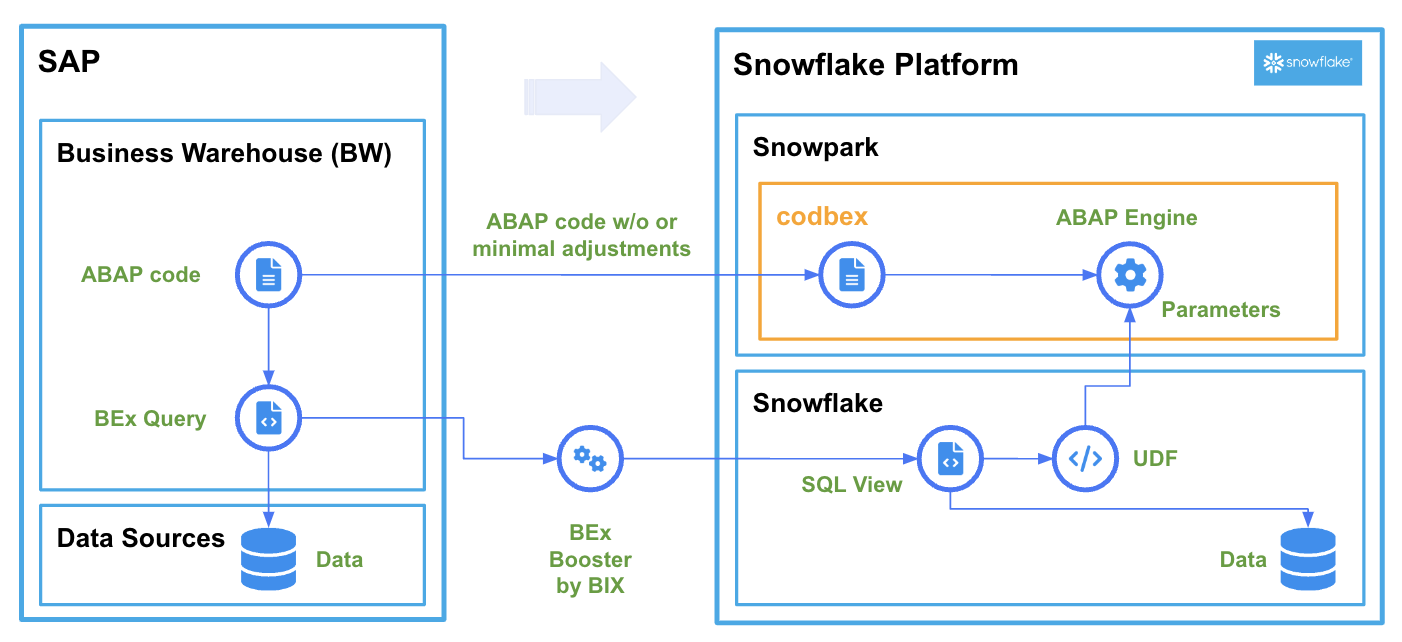 SAP
Business Warehouse (BW)
ABAP code
BEx Query
Data Sources
Data
ABAP code w/o or
minimal adjustments
BEx
Booster
by BIX
Snowflake Platform
snowflake®
Snowpark
codbex
ABAP Engine
Parameters
Snowflake
SQL View
UDF
Data